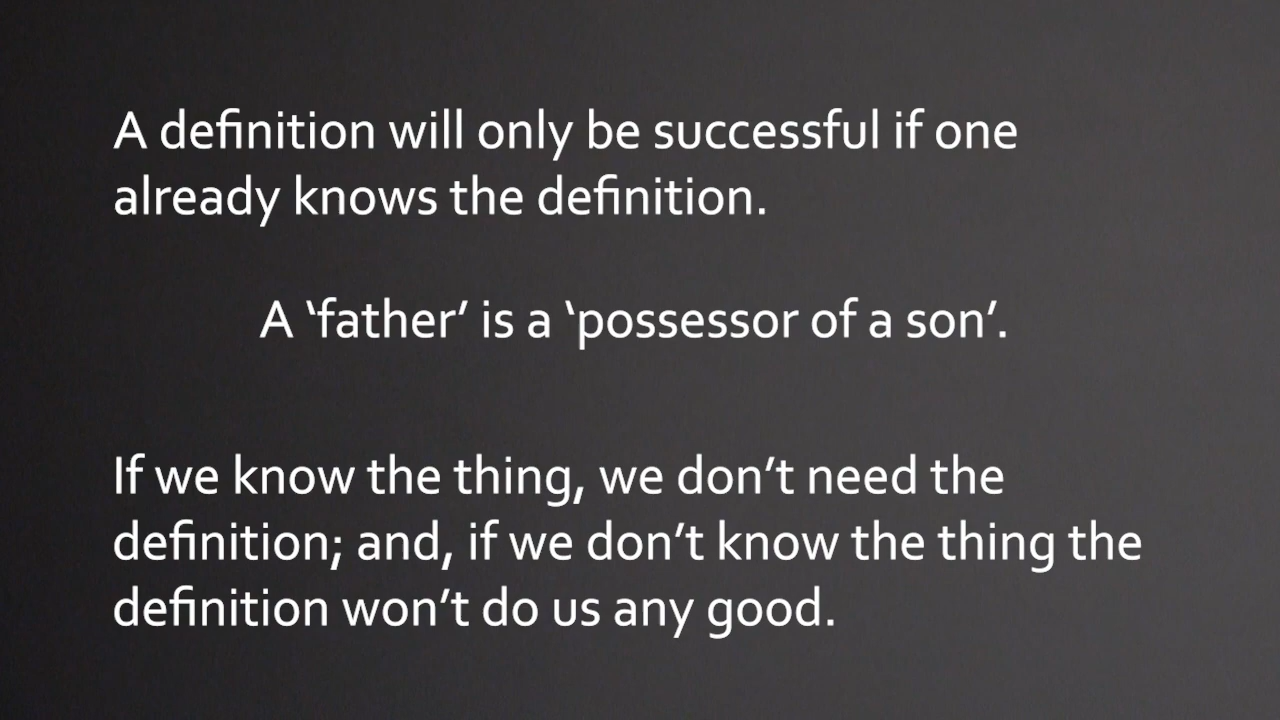 A definition will only be successful if one
already knows the definition.
A ‘father’ is a ‘possessor of a son’.
If we know the thing, we don’t need the
definition; and, if we don’t know the thing the
definition won’t do us any good.